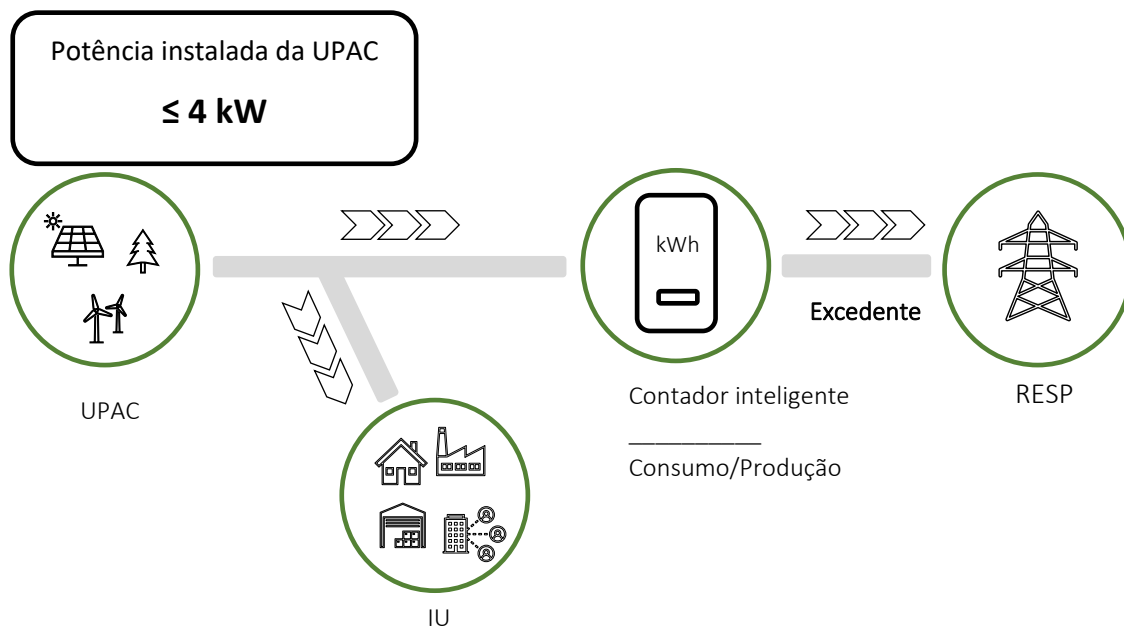 Potência instalada da UPAC
≤ 4 kW
kWh
Excedente
UPAC
Contador inteligente
Consumo/Produção
RESP
IU